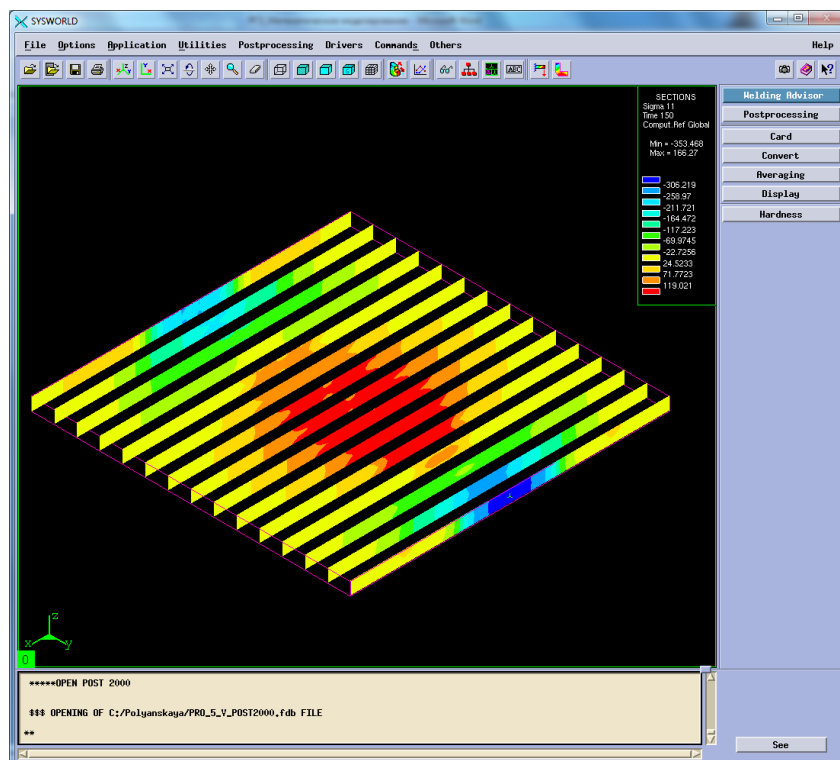 SYSWORLD
File Options Application Utilities Postprocessing Drivers Commands Others Help
ABC
SECTIONS
Sigma 11
Time 150
Comput.Ref Global
Min = -353.468
Max = 166.27
-306.219
-258.97
-211.721
-164.472
-117.223
-69.9745
-22.7256
24.5233
71.7723
119.021
Welding Advisor
Postprocessing
Card
Convert
Averaging
Display
Hardness
z
x
y
0
*****OPEN POST 2000
$$$ OPENING OF C:/Polyanskaya/PRO_5_V_POST2000.fdb FILE
**
See